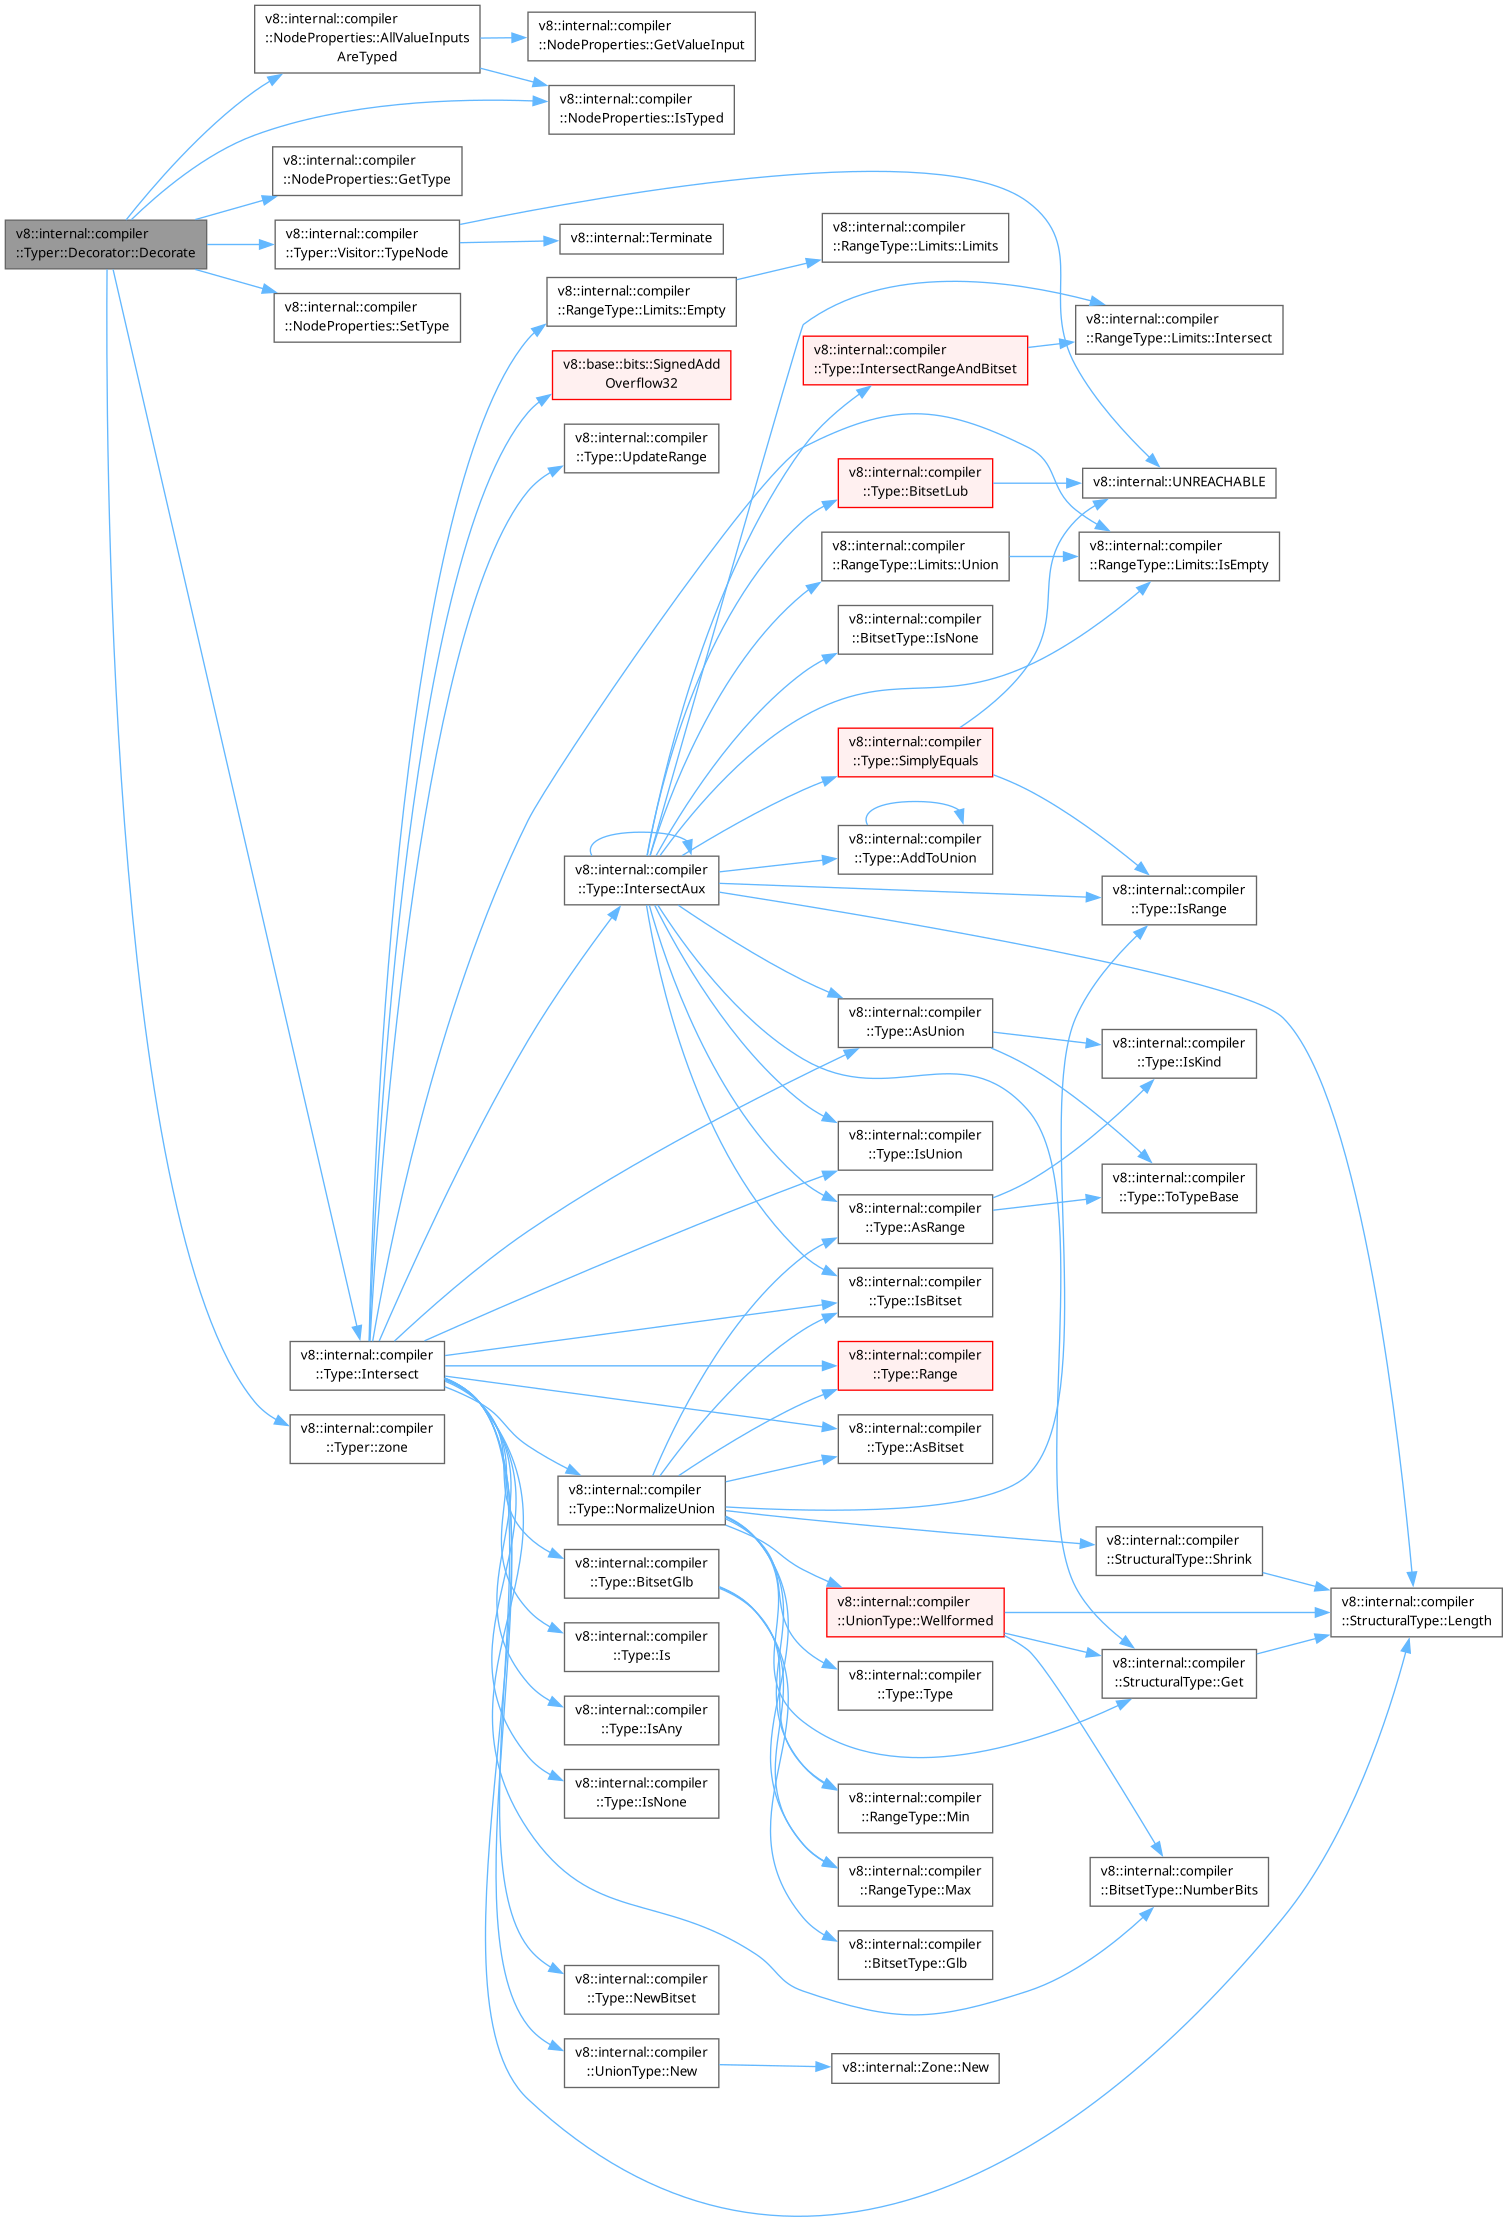 v8::internal::compiler
::NodeProperties::AllValueInputs
AreTyped
v8::internal::compiler
::NodeProperties::GetValueInput
v8::internal::compiler
::NodeProperties::IsTyped
v8::internal::compiler
::NodeProperties::GetType
v8::internal::compiler
::Typer::Decorator::Decorate
v8::internal::compiler
::Typer::Visitor::TypeNode
v8::internal::Terminate
v8::internal::compiler
::RangeType::Limits::Limits
v8::internal::compiler
::NodeProperties::SetType
v8::internal::compiler
::RangeType::Limits::Empty
v8::internal::compiler
::RangeType::Limits::Intersect
v8::base::bits::SignedAdd
Overflow32
v8::internal::compiler
::Type::IntersectRangeAndBitset
v8::internal::compiler
::Type::UpdateRange
v8::internal::compiler
::Type::BitsetLub
v8::internal::UNREACHABLE
v8::internal::compiler
::RangeType::Limits::Union
v8::internal::compiler
::RangeType::Limits::IsEmpty
v8::internal::compiler
::BitsetType::IsNone
v8::internal::compiler
::Type::SimplyEquals
v8::internal::compiler
::Type::AddToUnion
v8::internal::compiler
::Type::IntersectAux
v8::internal::compiler
::Type::IsRange
v8::internal::compiler
::Type::AsUnion
v8::internal::compiler
::Type::IsKind
v8::internal::compiler
::Type::IsUnion
v8::internal::compiler
::Type::ToTypeBase
v8::internal::compiler
::Type::AsRange
v8::internal::compiler
::Type::IsBitset
v8::internal::compiler
::Type::Intersect
v8::internal::compiler
::Type::Range
v8::internal::compiler
::Typer::zone
v8::internal::compiler
::Type::AsBitset
v8::internal::compiler
::Type::NormalizeUnion
v8::internal::compiler
::StructuralType::Shrink
v8::internal::compiler
::Type::BitsetGlb
v8::internal::compiler
::UnionType::Wellformed
v8::internal::compiler
::StructuralType::Length
v8::internal::compiler
::Type::Is
v8::internal::compiler
::Type::Type
v8::internal::compiler
::StructuralType::Get
v8::internal::compiler
::Type::IsAny
v8::internal::compiler
::Type::IsNone
v8::internal::compiler
::RangeType::Min
v8::internal::compiler
::RangeType::Max
v8::internal::compiler
::BitsetType::NumberBits
v8::internal::compiler
::BitsetType::Glb
v8::internal::compiler
::Type::NewBitset
v8::internal::compiler
::UnionType::New
v8::internal::Zone::New